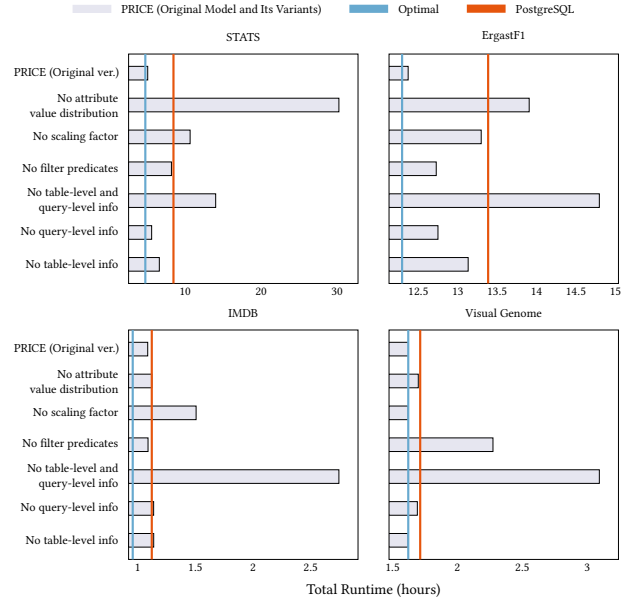 PRICE (Original Model and Its Variants) Optimal PostgreSQL
STATS ErgastF1
PRICE (Original ver.)
No attribute
value distribution
No scaling factor
No filter predicates
No table-level and
query-level info
No query-level info
No table-level info
10 20 30 12.5 13 13.5 14 14.5 15
IMDB Visual Genome
PRICE (Original ver.)
No attribute
value distribution
No scaling factor
No filter predicates
No table-level and
query-level info
No query-level info
No table-level info
1 1.5 2 2.5 1.5 2 2.5 3
Total Runtime (hours)